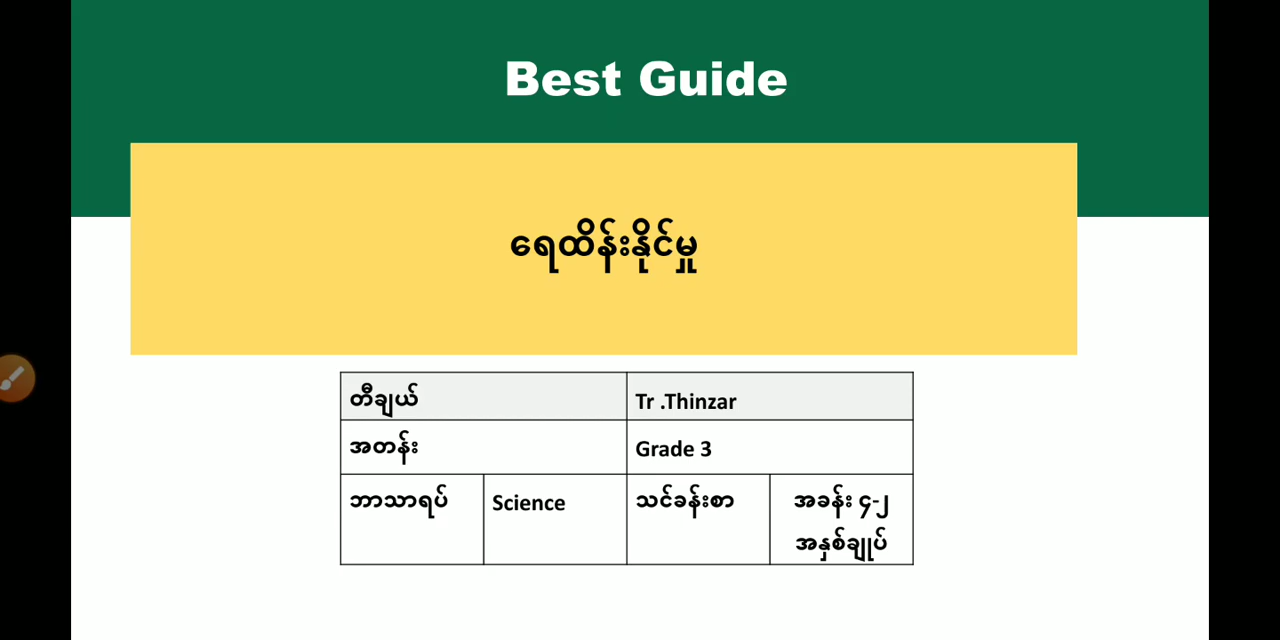 Best Guide
ရေထိန်းနိုင်မှု
တီချယ် Tr .Thinzar
အတန်း Grade 3
ဘာသာရပ် Science သင်ခန်းစာ အခန်း ၄-၂
အနှစ်ချုပ်